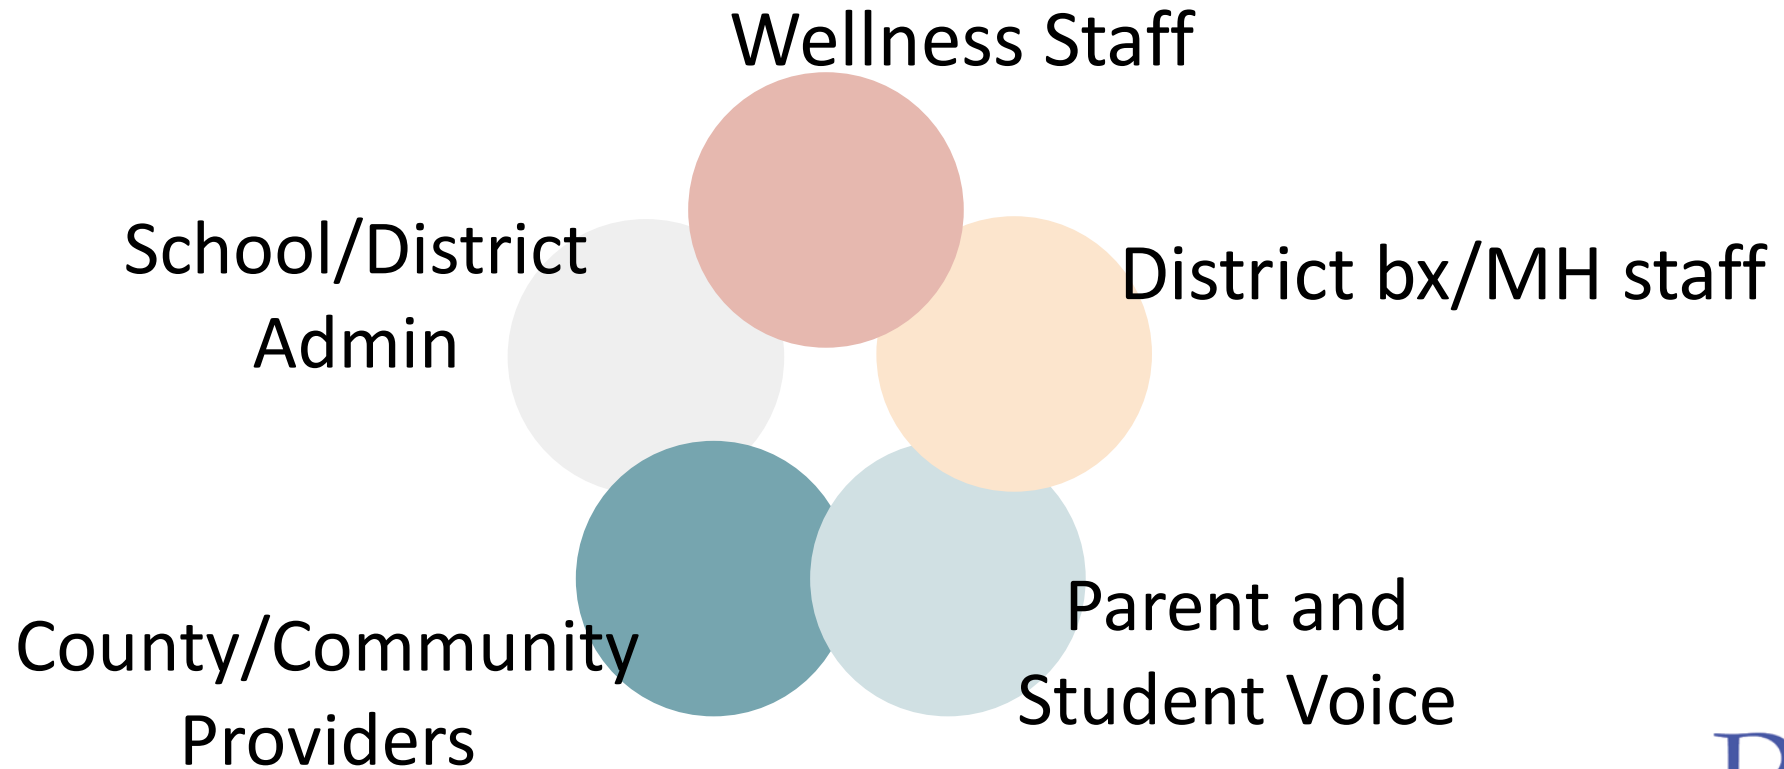 Wellness Staff
School/District
Admin
District bx/MH staff
Parent and
Student Voice
County/Community
Providers